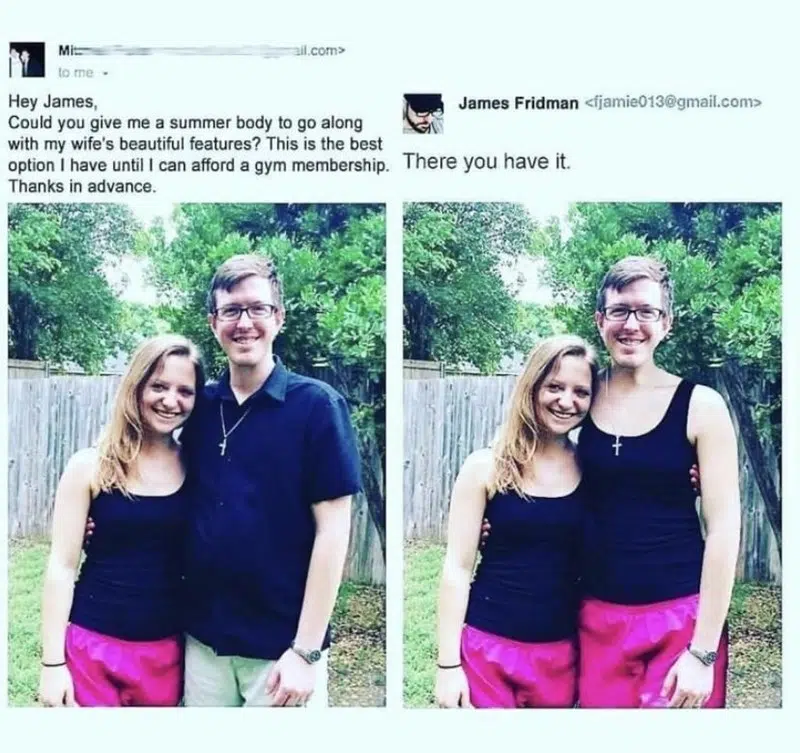 Mi
ail.com>
to me
Hey James,
Could you give me a summer body to go along
with my wife's beautiful features? This is the best
option I have until I can afford a gym membership.
Thanks in advance.
James Fridman <fjamie013@gmail.com>
There you have it.